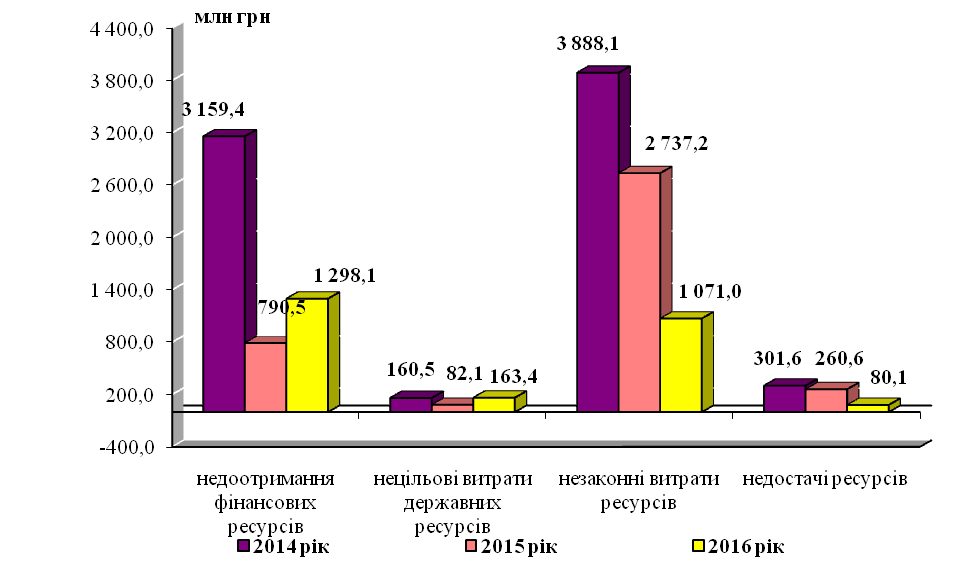 млн грн
4 400,0
3 800,0
3 200,0
2 600,0
2 000,0
1 400,0
800,0
200,0
-400,0
3 159,4
790,5
1 298,1
160,5
82,1
163,4
3 888,1
2 737,2
1 071,0
301,6
260,6
80,1
недоотримання
фінансових
ресурсів
нецільові витрати
державних
ресурсів
незаконні витрати
ресурсів
недостачі ресурсів
2014 рік
2015 рік
2016 рік